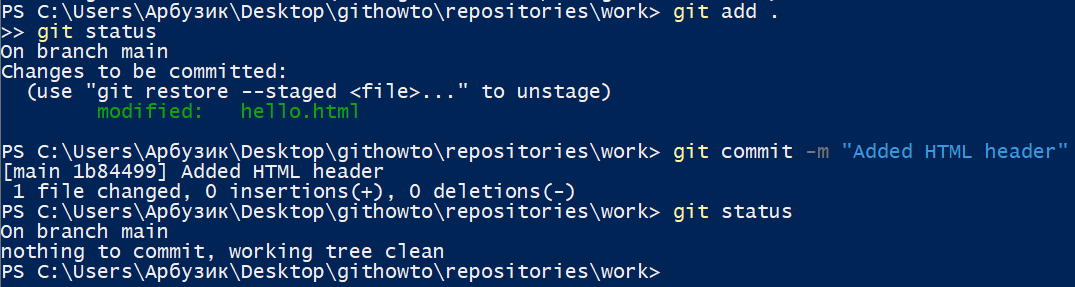 PS C:\Users\Арбузик\Desktop\githowto\repositories\work> git add .
>> git status
On branch main
Changes to be committed:
  (use "git restore --staged <file>..." to unstage)
        modified:   hello.html

PS C:\Users\Арбузик\Desktop\githowto\repositories\work> git commit -m "Added HTML header"
[main 1b84499] Added HTML header
 1 file changed, 0 insertions(+), 0 deletions(-)
PS C:\Users\Арбузик\Desktop\githowto\repositories\work> git status
On branch main
nothing to commit, working tree clean
PS C:\Users\Арбузик\Desktop\githowto\repositories\work>